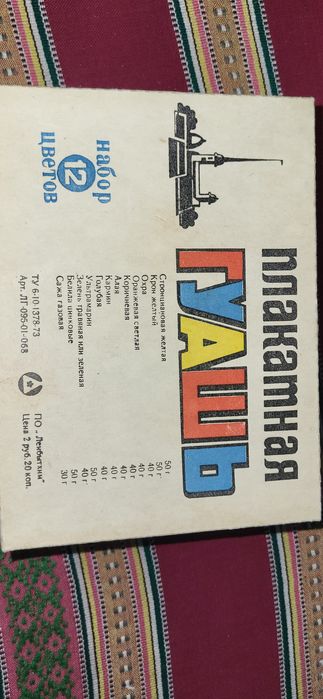 плакатная
ГУАШЬ
набор
12
цветов
Стронциановая желтая 50 г
Крон желтый 50 г
Охра 40 г
Оранжевая светлая 40 г
Коричневая 40 г
Алая 40 г
Кармин 40 г
Голубая 40 г
Ультрамарин 50 г
Зелень травяная или зеленая 40 г
Белила цинковые 50 г
Сажа газовая 30 г
ТУ 6-10-1378-73
Арт. ЛГ-095-01-068
ПО „Ленбытхим"
Цена 2 руб. 20 коп.